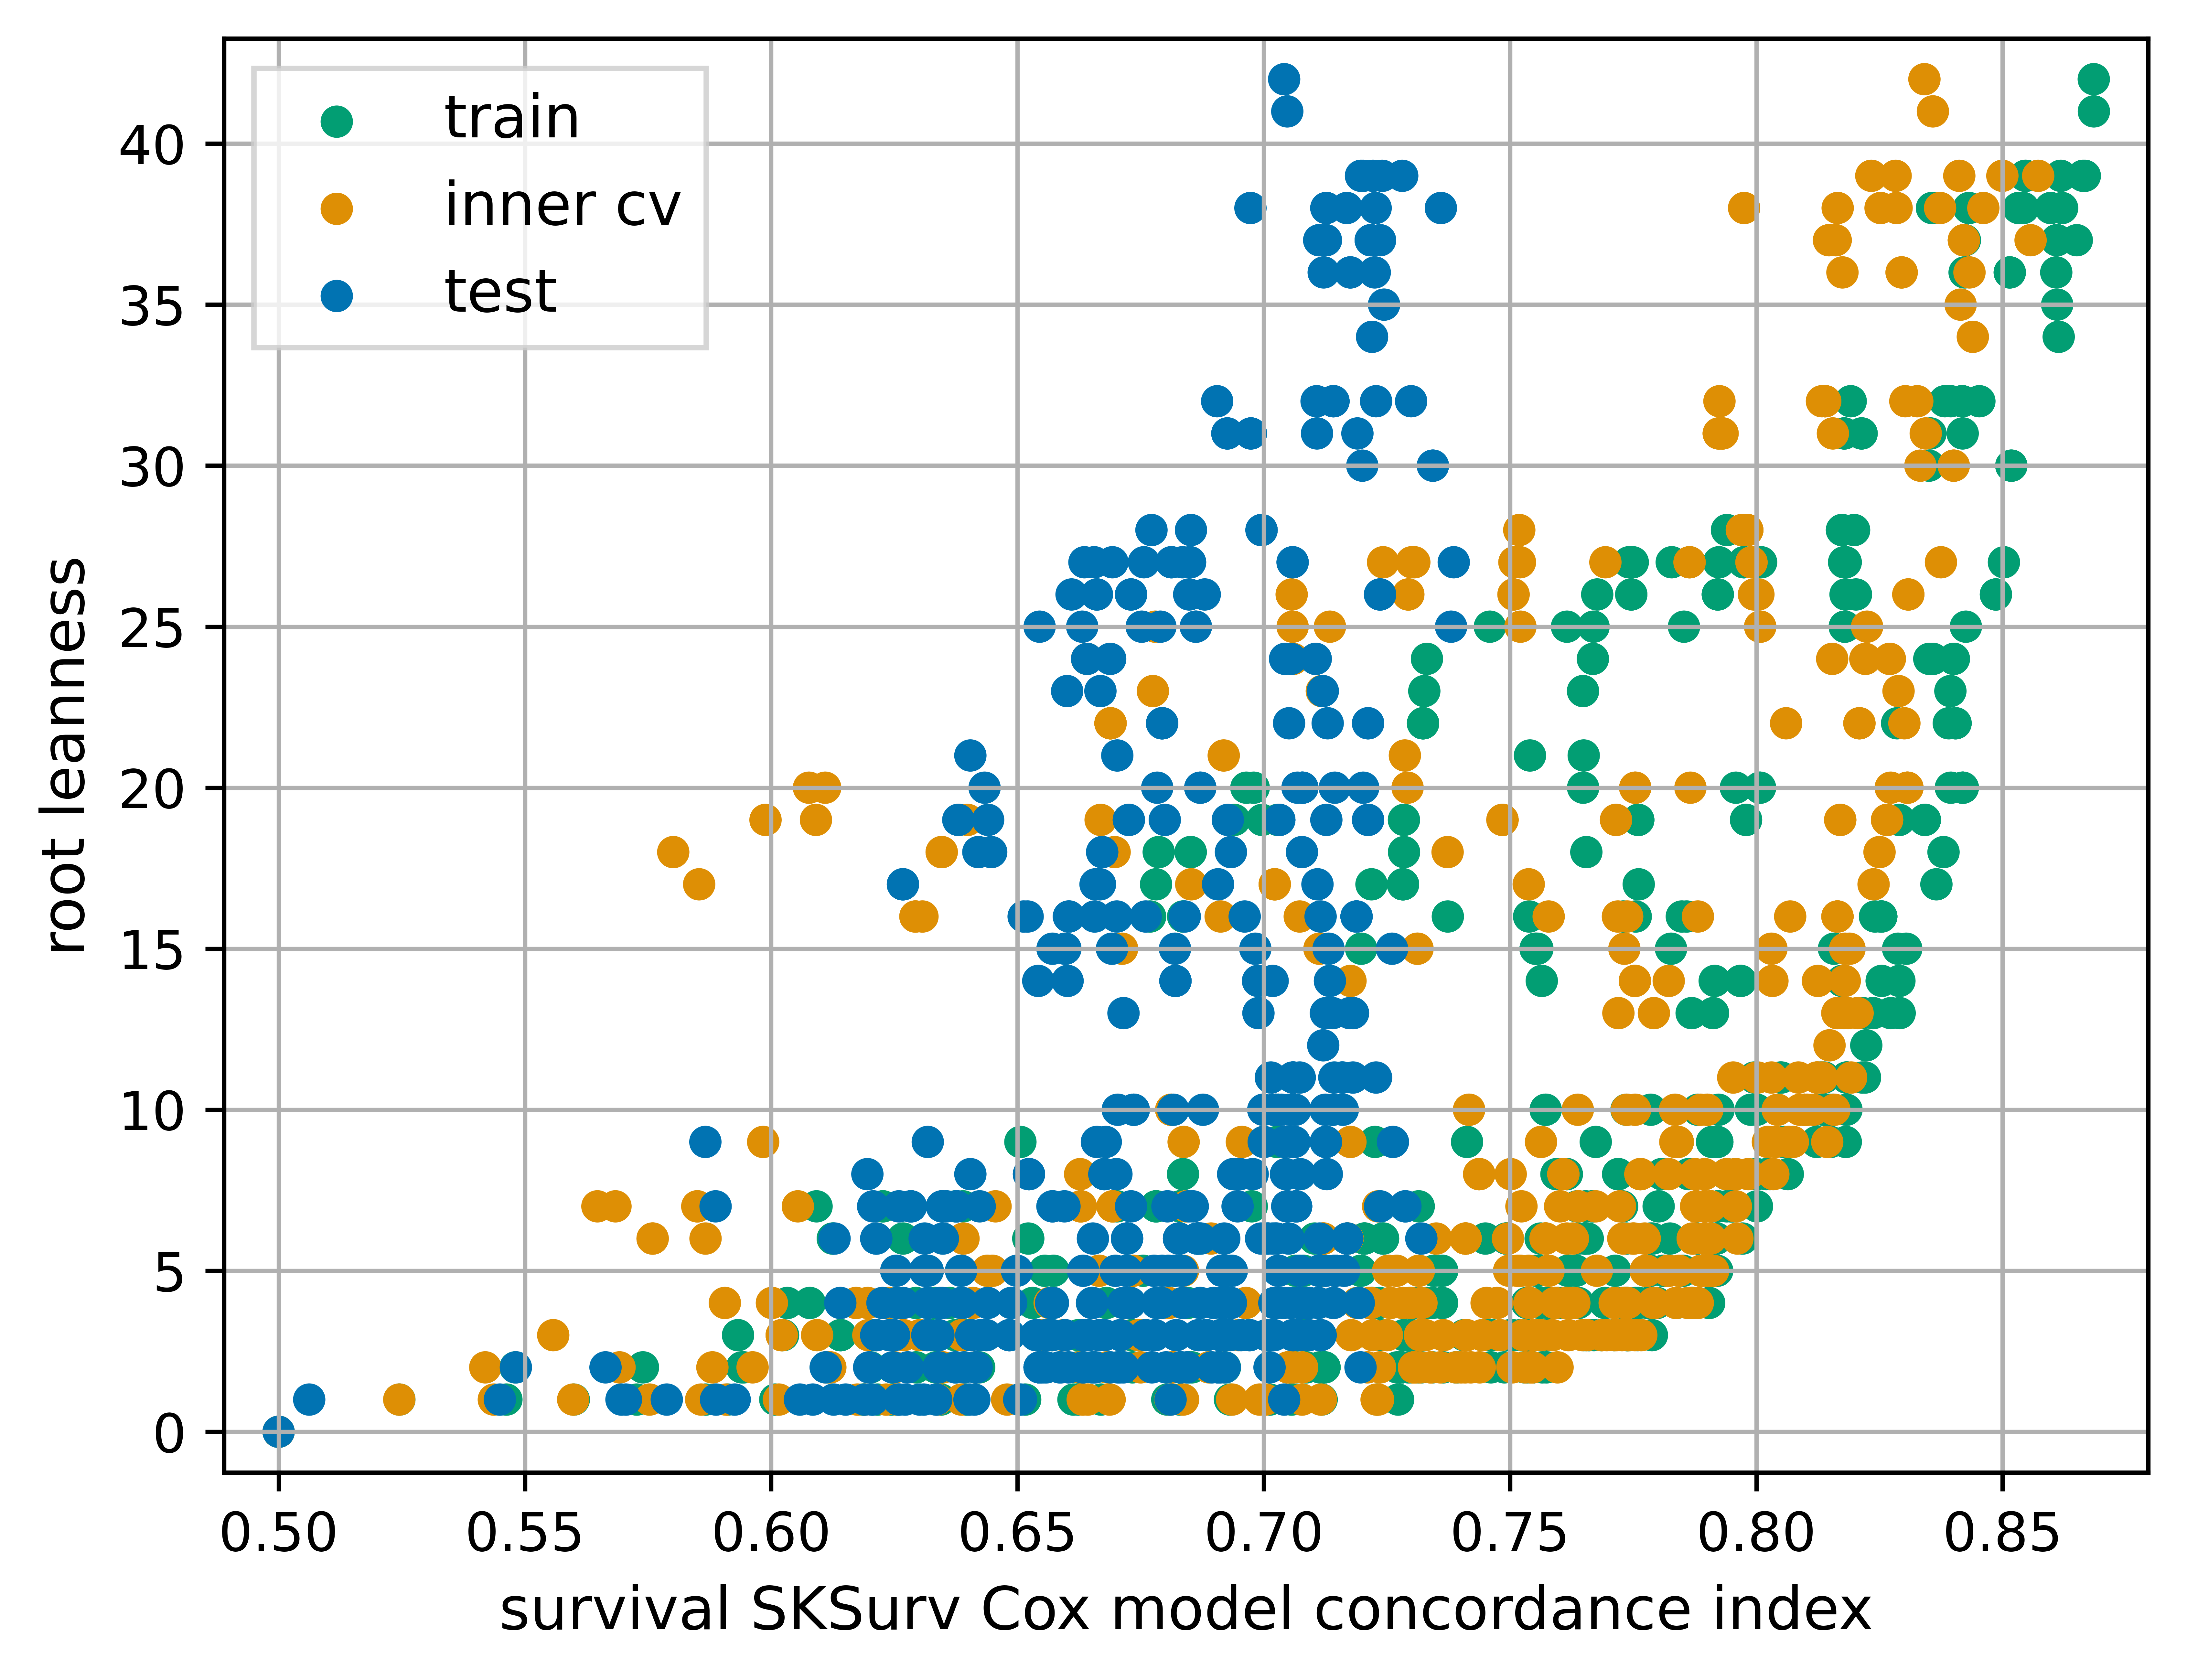 train
inner cv
test
root leanness
40
35
30
25
20
15
10
5
0
0.50 0.55 0.60 0.65 0.70 0.75 0.80 0.85
survival SKSurv Cox model concordance index